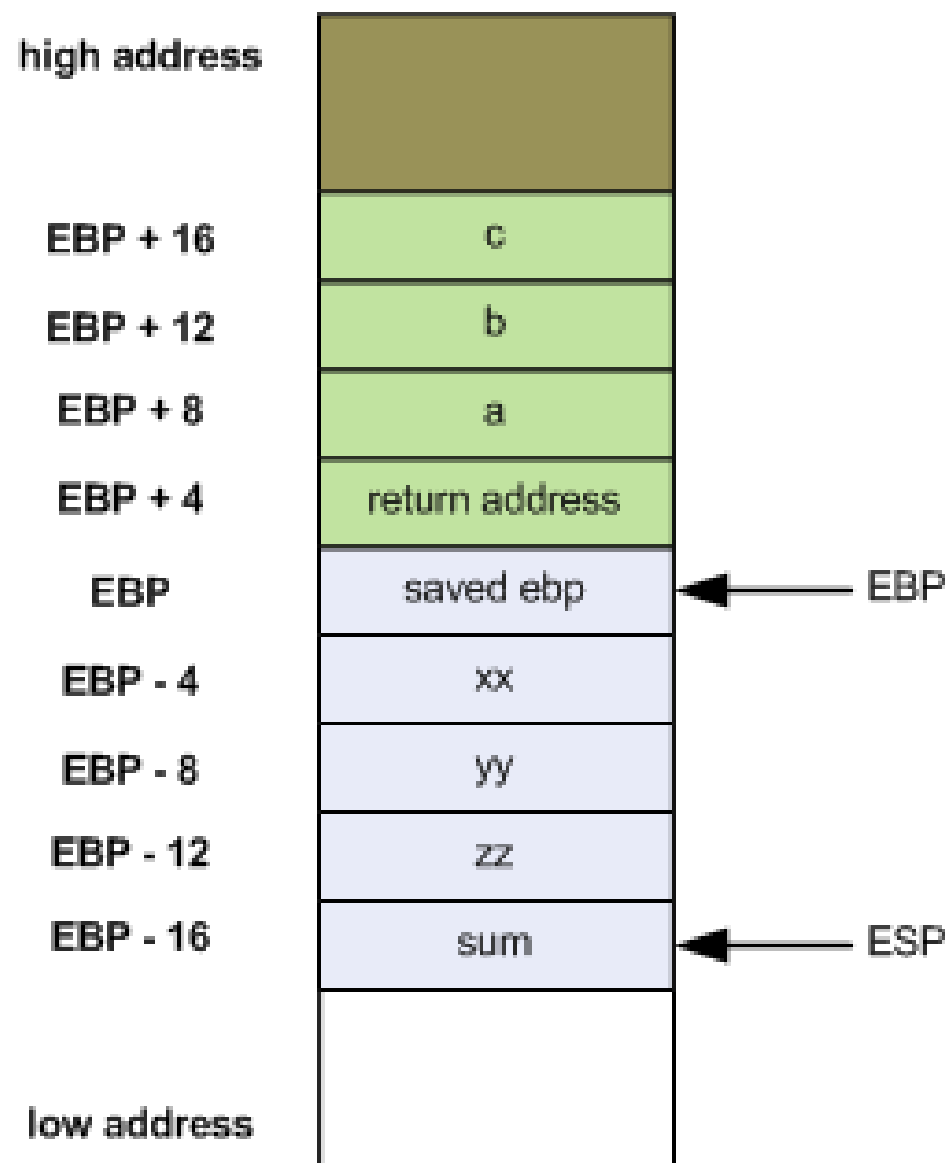 high address
EBP + 16 c
EBP + 12 b
EBP + 8 a
EBP + 4 return address
EBP saved ebp EBP
EBP - 4 xx
EBP - 8 yy
EBP - 12 zz
EBP - 16 sum ESP
low address